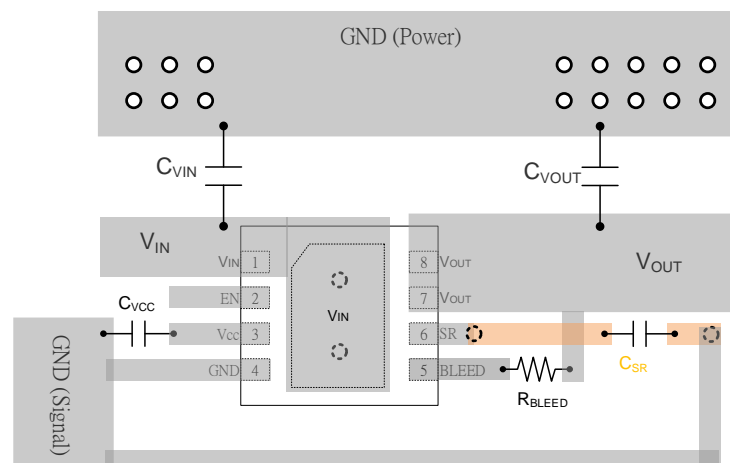 GND (Power)
CVIN
CVOUT
VIN
VOUT
VIN 1
8 VOUT
EN 2
7 VOUT
VIN
CVCC
Vcc 3
6 SR
GND 4
5 BLEED
CSR
RBLEED
GND (Signal)